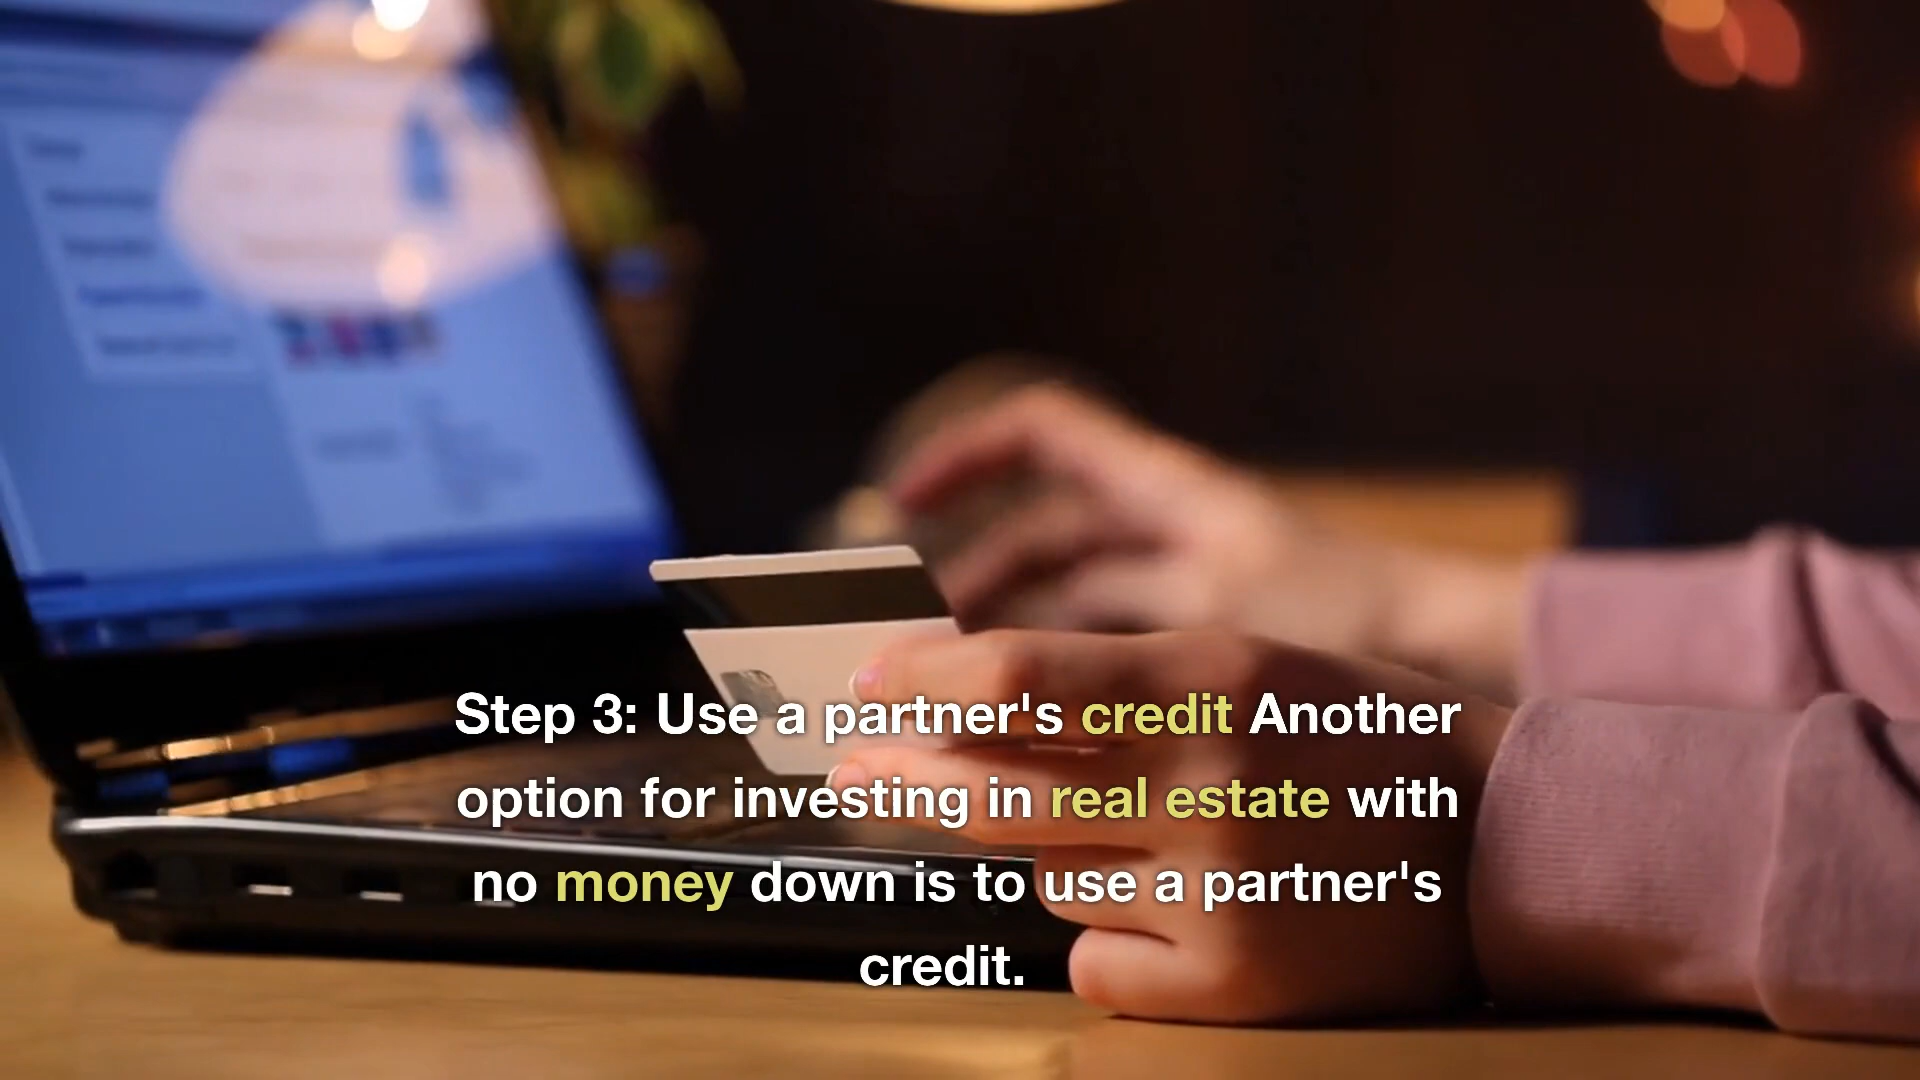 Step 3: Use a partner's credit Another
option for investing in real estate with
no money down is to use a partner's
credit.